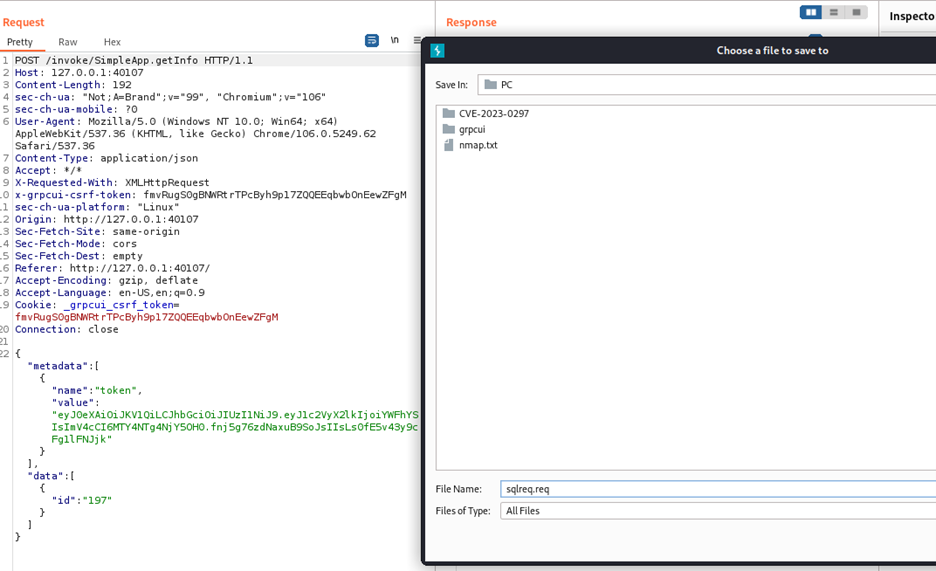 Request
Pretty Raw Hex
\n
1 POST /invoke/SimpleApp.getInfo HTTP/1.1
2 Host: 127.0.0.1:40107
3 Content-Length: 192
4 sec-ch-ua: "Not;A=Brand";v="99", "Chromium";v="106"
5 sec-ch-ua-mobile: ?0
6 User-Agent: Mozilla/5.0 (Windows NT 10.0; Win64; x64)
AppleWebKit/537.36 (KHTML, like Gecko) Chrome/106.0.5249.62
Safari/537.36
7 Content-Type: application/json
8 Accept: */*
9 X-Requested-With: XMLHttpRequest
10 x-grpcui-csrf-token: fmvRugS0gBNWRtrTPcByh9p17ZQQEEqbwbOnEewZFgM
11 sec-ch-ua-platform: "Linux"
12 Origin: http://127.0.0.1:40107
13 Sec-Fetch-Site: same-origin
14 Sec-Fetch-Mode: cors
15 Sec-Fetch-Dest: empty
16 Referer: http://127.0.0.1:40107/
17 Accept-Encoding: gzip, deflate
18 Accept-Language: en-US,en;q=0.9
19 Cookie: _grpcui_csrf_token=
fmvRugS0gBNWRtrTPcByh9p17ZQQEEqbwbOnEewZFgM
20 Connection: close
21
22 {
"metadata":[
{
"name":"token",
"value":
"eyJ0eXAiOiJKV1QiLCJhbGciOiJIUzI1NiJ9.eyJ1c2VyX2lkIjoiYWFhYS
IsImV4cCI6MTY4NTg4NjY5OH0.fnj5g76zdNaxuB9SoJsIIsLsOfE5v43y9c
Fg1lFNJjk"
}
],
"data":[
{
"id":"197"
}
]
}
Response
Inspecto
Choose a file to save to
Save In: PC
CVE-2023-0297
grpcui
nmap.txt
File Name: sqlreq.req
Files of Type: All Files